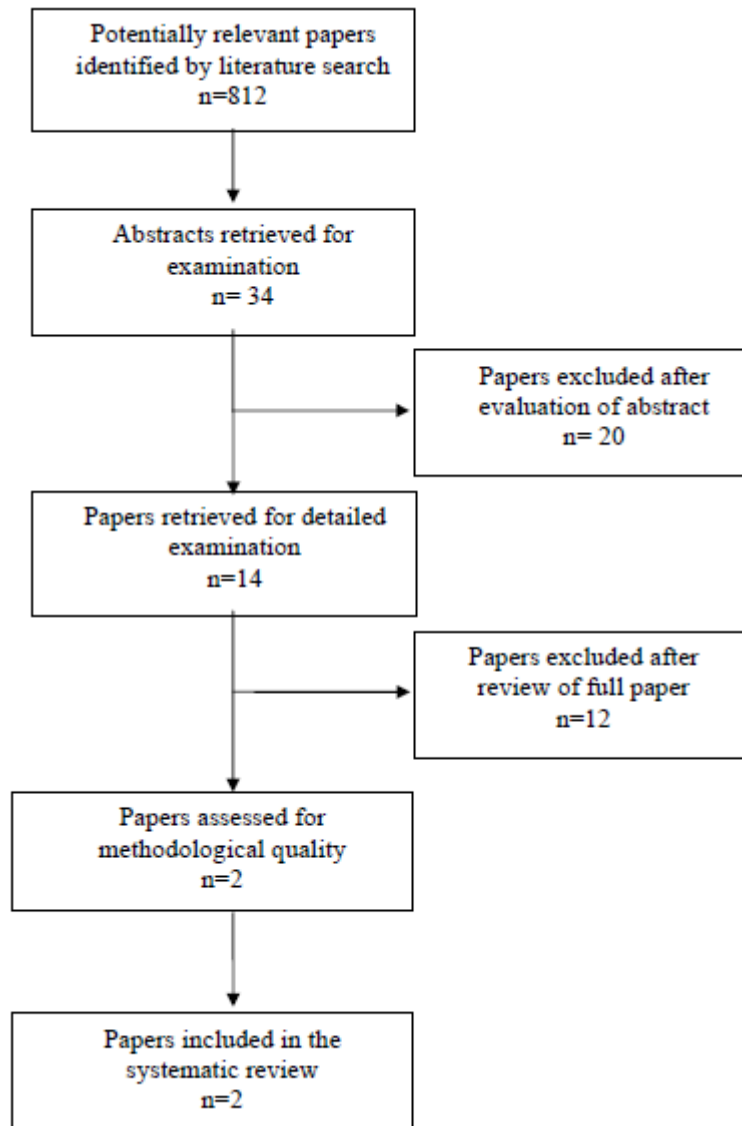 Potentially relevant papers
identified by literature search
n=812
Abstracts retrieved for
examination
n= 34
Papers excluded after
evaluation of abstract
n= 20
Papers retrieved for detailed
examination
n=14
Papers excluded after
review of full paper
n=12
Papers assessed for
methodological quality
n=2
Papers included in the
systematic review
n=2